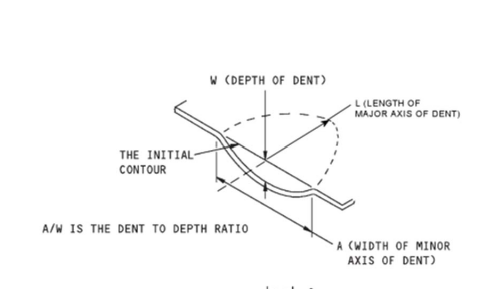 W (DEPTH OF DENT)
L (LENGTH OF
MAJOR AXIS OF DENT)
THE INITIAL
CONTOUR
A/W IS THE DENT TO DEPTH RATIO
A (WIDTH OF MINOR
AXIS OF DENT)